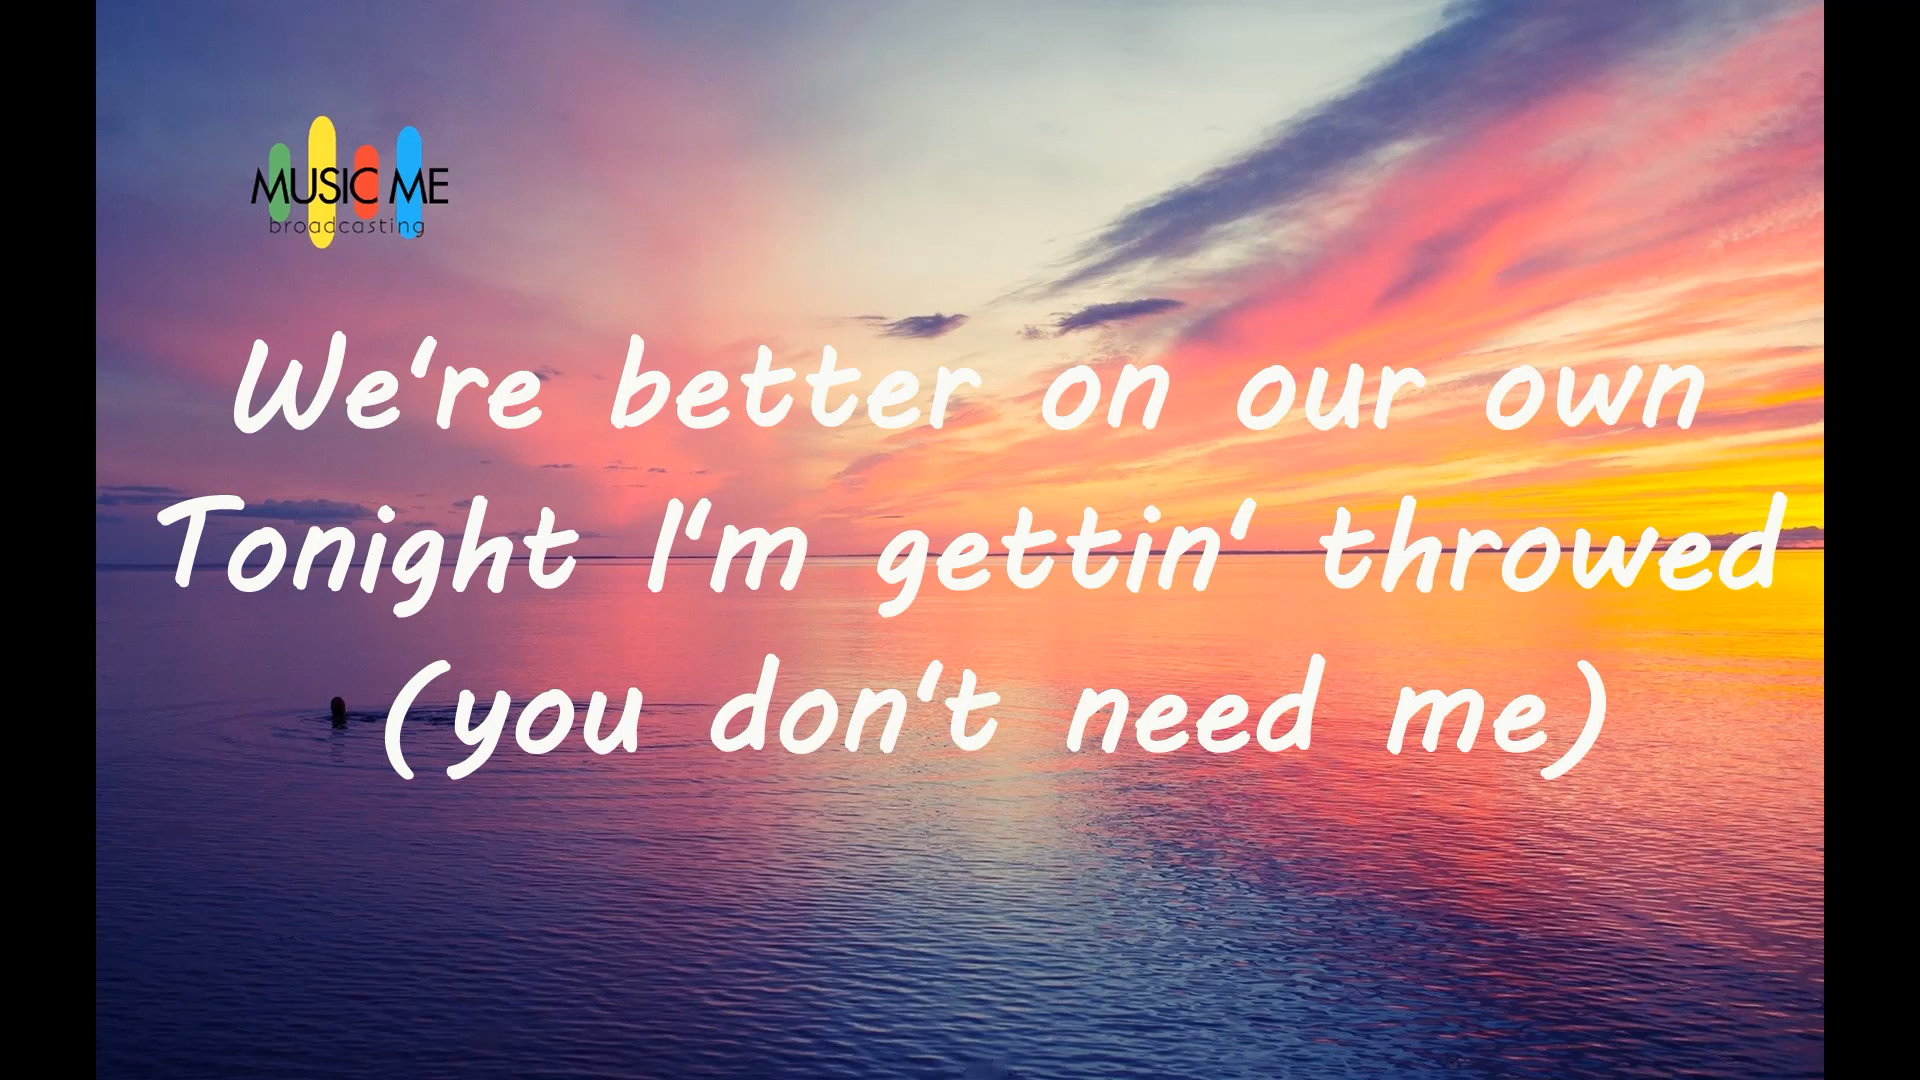 MUSIC ME
broadcasting
We're better on our own
Tonight I'm gettin' throwed
(you don't need me)